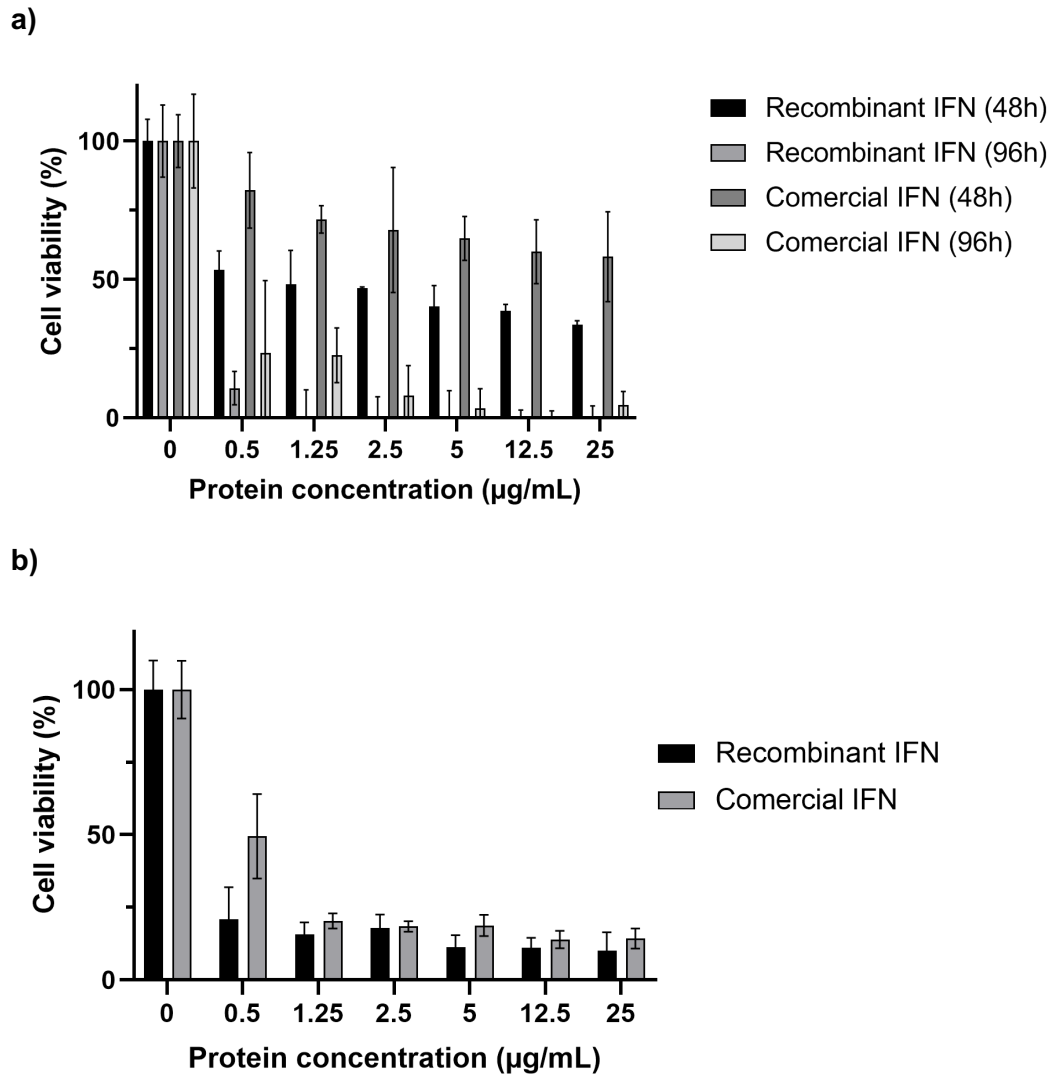 a)
Cell viability (%)
100
50
0
0 0.5 1.25 2.5 5 12.5 25
Protein concentration (µg/mL)
Recombinant IFN (48h)
Recombinant IFN (96h)
Comercial IFN (48h)
Comercial IFN (96h)
b)
Cell viability (%)
100
50
0
0 0.5 1.25 2.5 5 12.5 25
Protein concentration (µg/mL)
Recombinant IFN
Comercial IFN